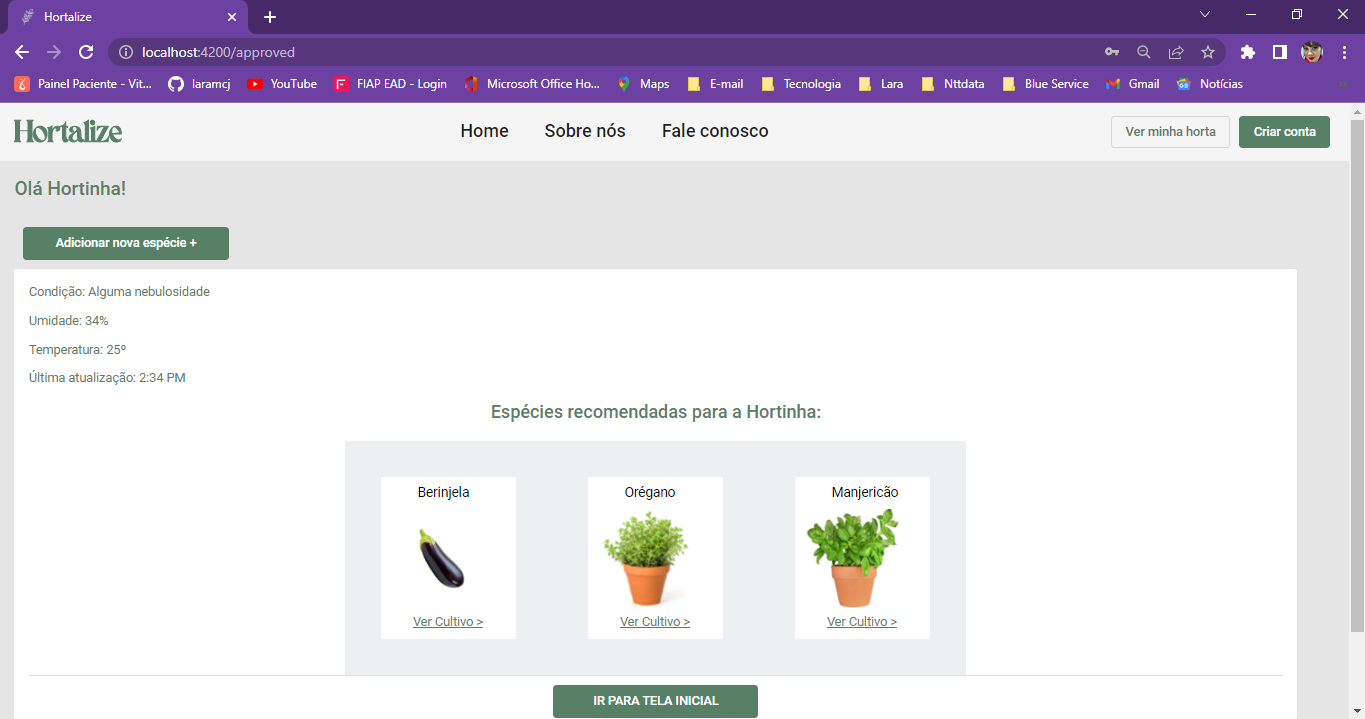 Hortalize
localhost:4200/approved
Painel Paciente - Vit... laramcj YouTube FIAP EAD - Login Microsoft Office Ho... Maps E-mail Tecnologia Lara Nttdata Blue Service Gmail Notícias
Hortalize Home Sobre nós Fale conosco Ver minha horta Criar conta
Olá Hortinha!
Adicionar nova espécie +
Condição: Alguma nebulosidade
Umidade: 34%
Temperatura: 25º
Última atualização: 2:34 PM
Espécies recomendadas para a Hortinha:
Berinjela Orégano Manjericão
Ver Cultivo > Ver Cultivo > Ver Cultivo >
IR PARA TELA INICIAL